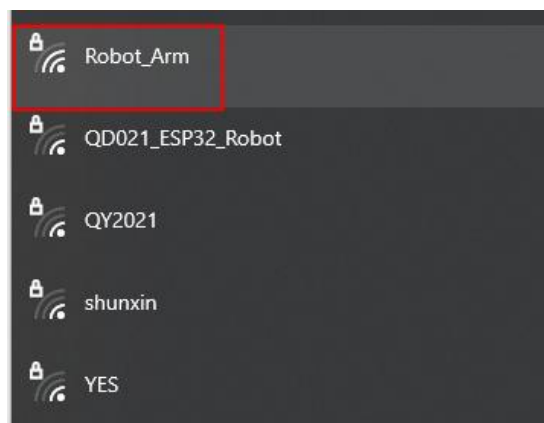 Robot_Arm
QD021_ESP32_Robot
QY2021
shunxin
YES